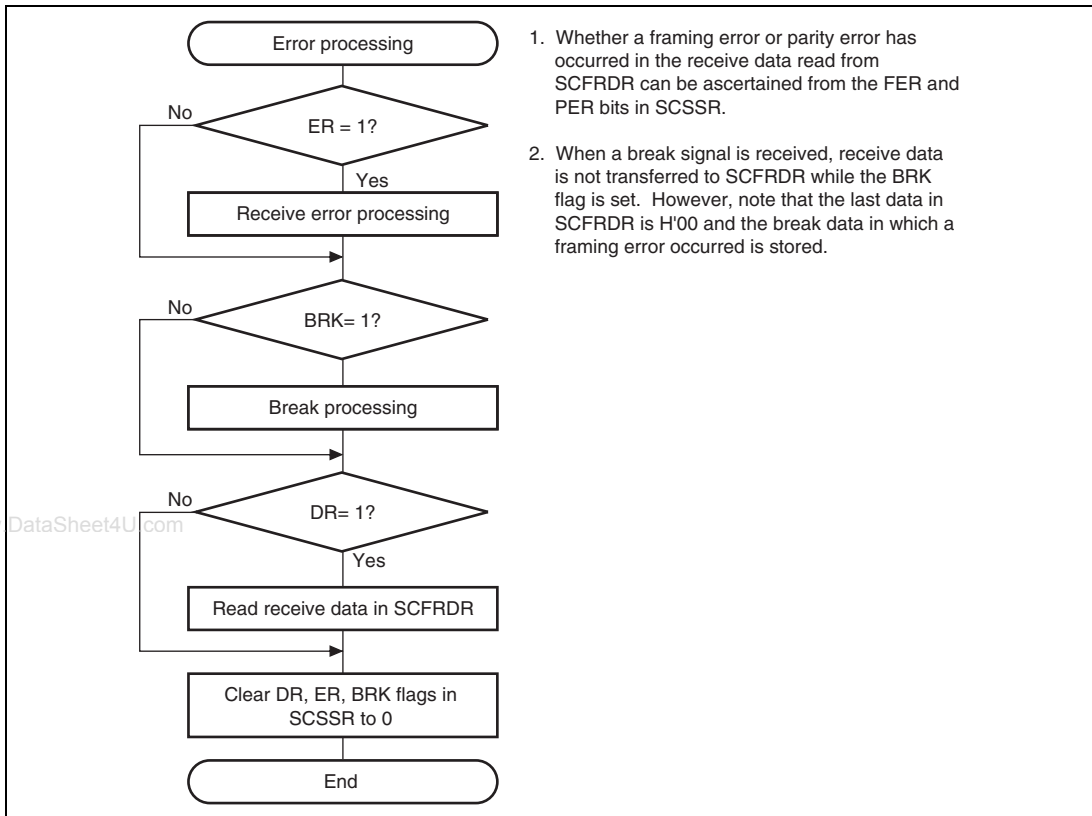 Error processing
No
ER = 1?
Yes
Receive error processing
No
BRK= 1?
Break processing
No
DR= 1?
Yes
Read receive data in SCFRDR
Clear DR, ER, BRK flags in
SCSSR to 0
End
1. Whether a framing error or parity error has
occurred in the receive data read from
SCFRDR can be ascertained from the FER and
PER bits in SCSSR.
2. When a break signal is received, receive data
is not transferred to SCFRDR while the BRK
flag is set. However, note that the last data in
SCFRDR is H'00 and the break data in which a
framing error occurred is stored.
DataSheet4U.com